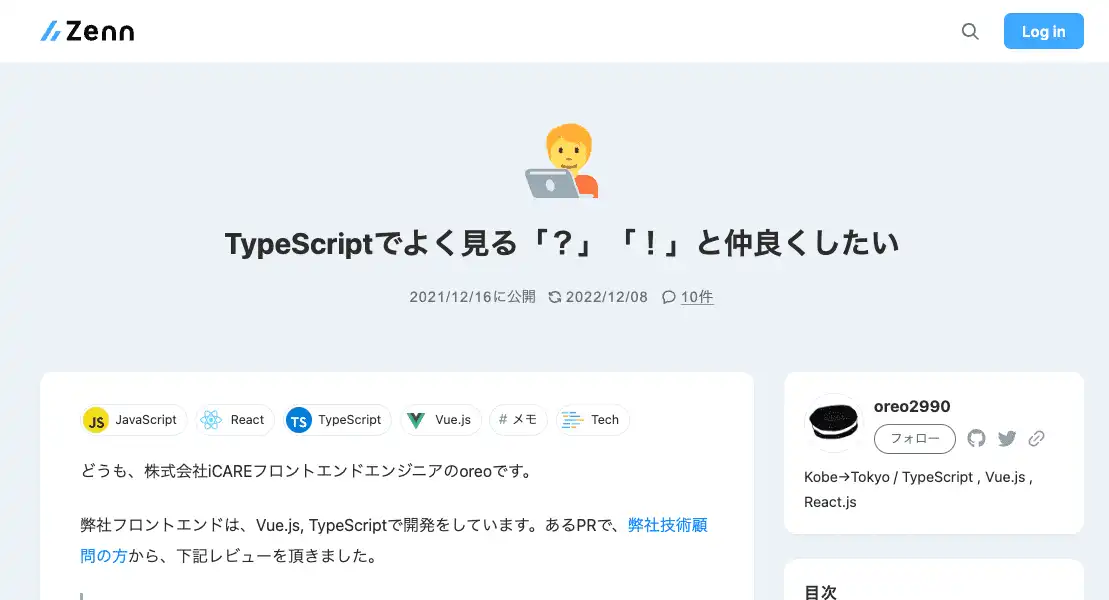 Zenn
Log in
TypeScriptでよく見る「？」「！」と仲良くしたい
2021/12/16に公開 2022/12/08 10件
JS JavaScript React TS TypeScript Vue.js # メモ Tech
どうも、株式会社iCAREフロントエンドエンジニアのoreoです。
弊社フロントエンドは、Vue.js, TypeScriptで開発をしています。あるPRで、弊社技術顧
問の方から、下記レビューを頂きました。
oreo2990
フォロー
Kobe→Tokyo / TypeScript , Vue.js ,
React.js
目次